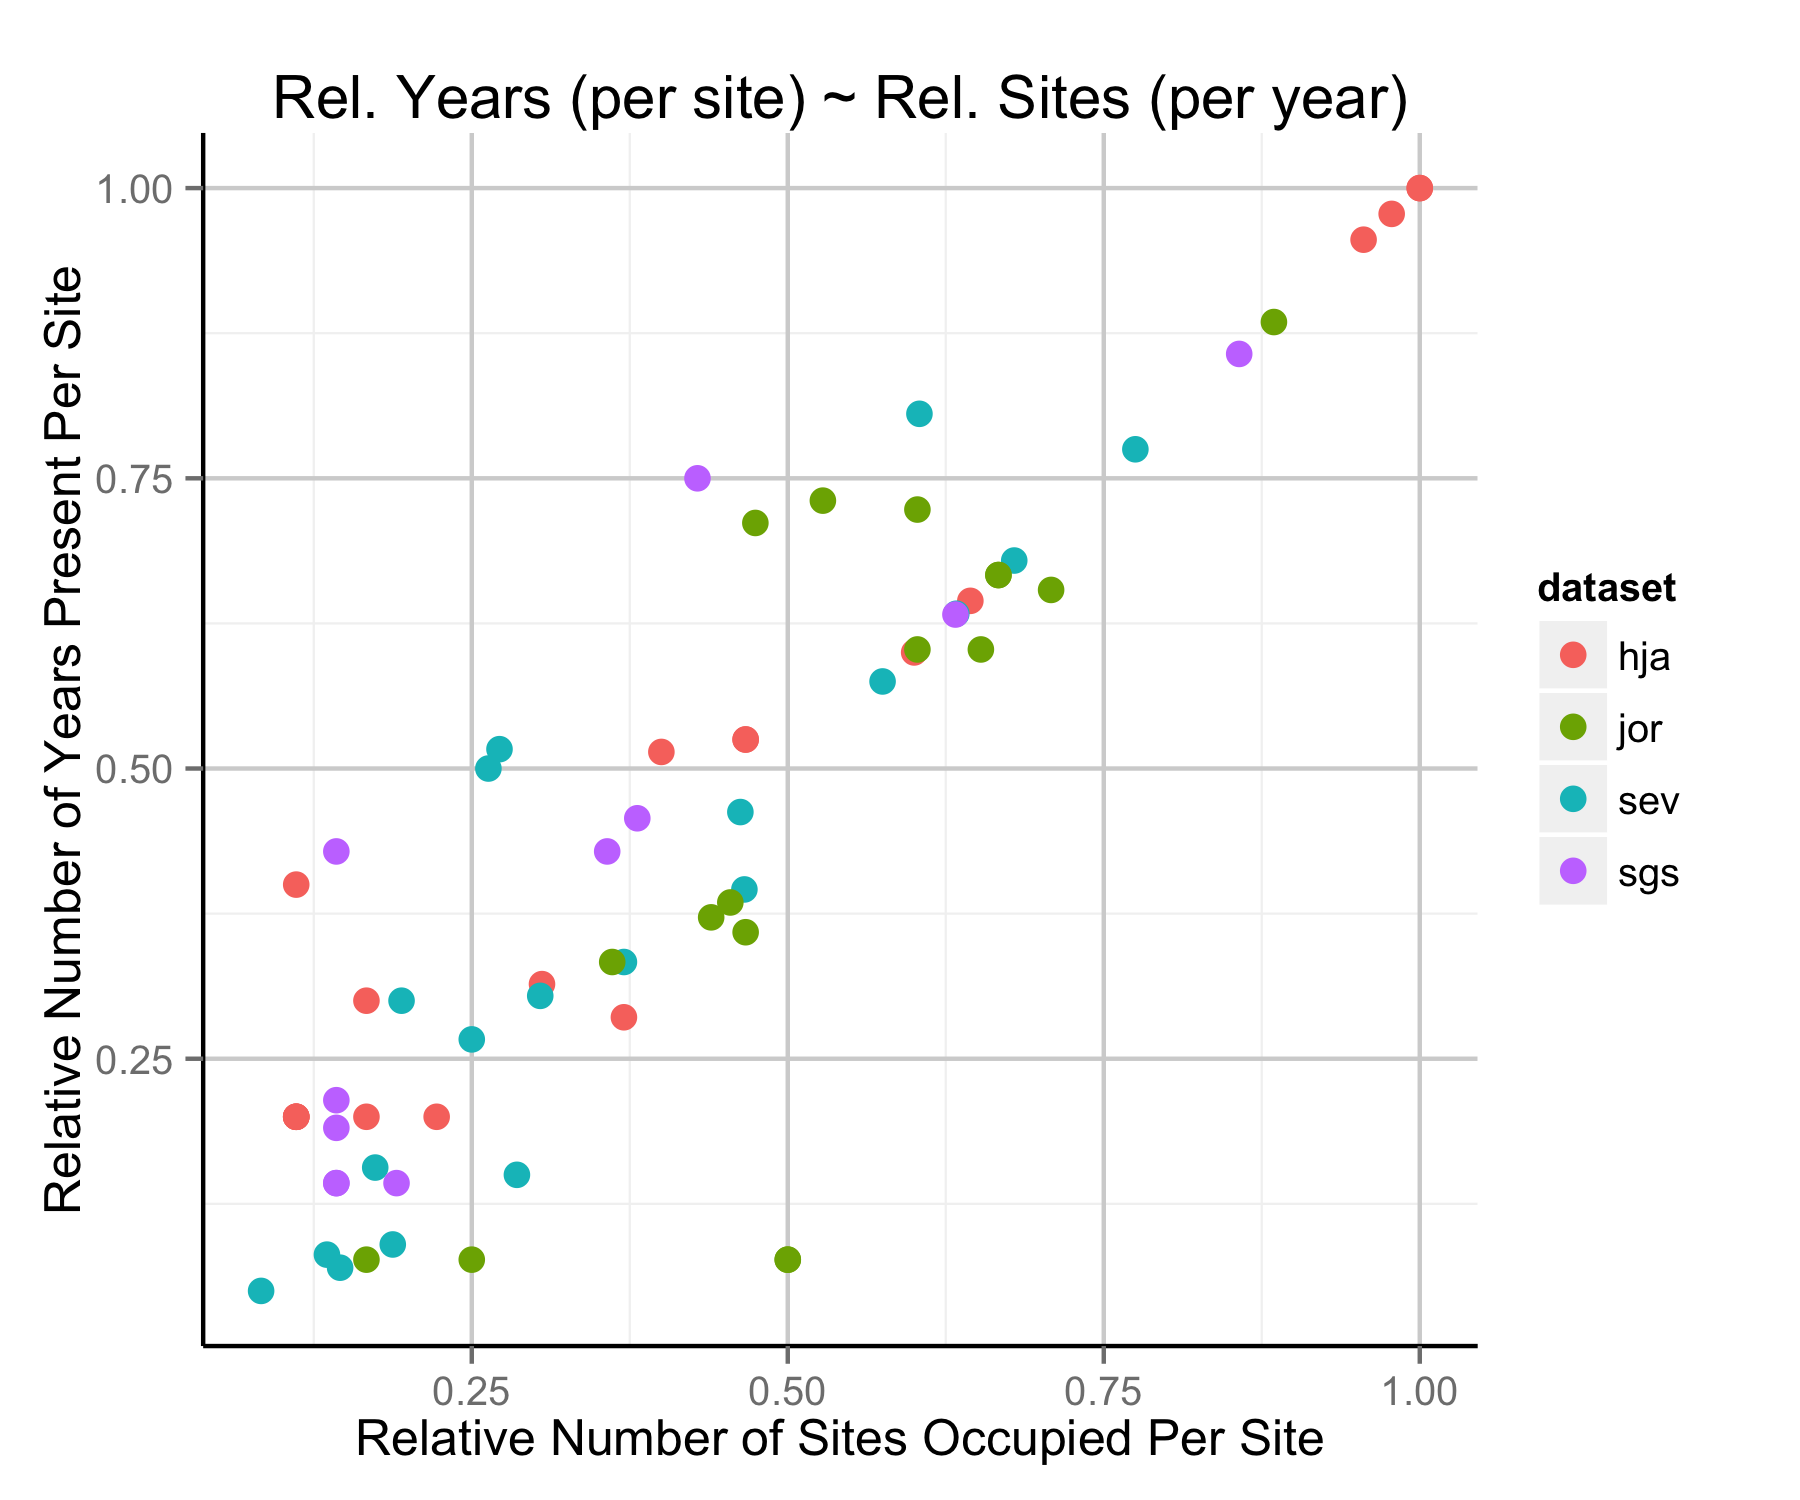 Rel. Years (per site) ~ Rel. Sites (per year)
Relative Number of Years Present Per Site
1.00
0.75
0.50
0.25
0.25 0.50 0.75 1.00
Relative Number of Sites Occupied Per Site
dataset
hja
jor
sev
sgs